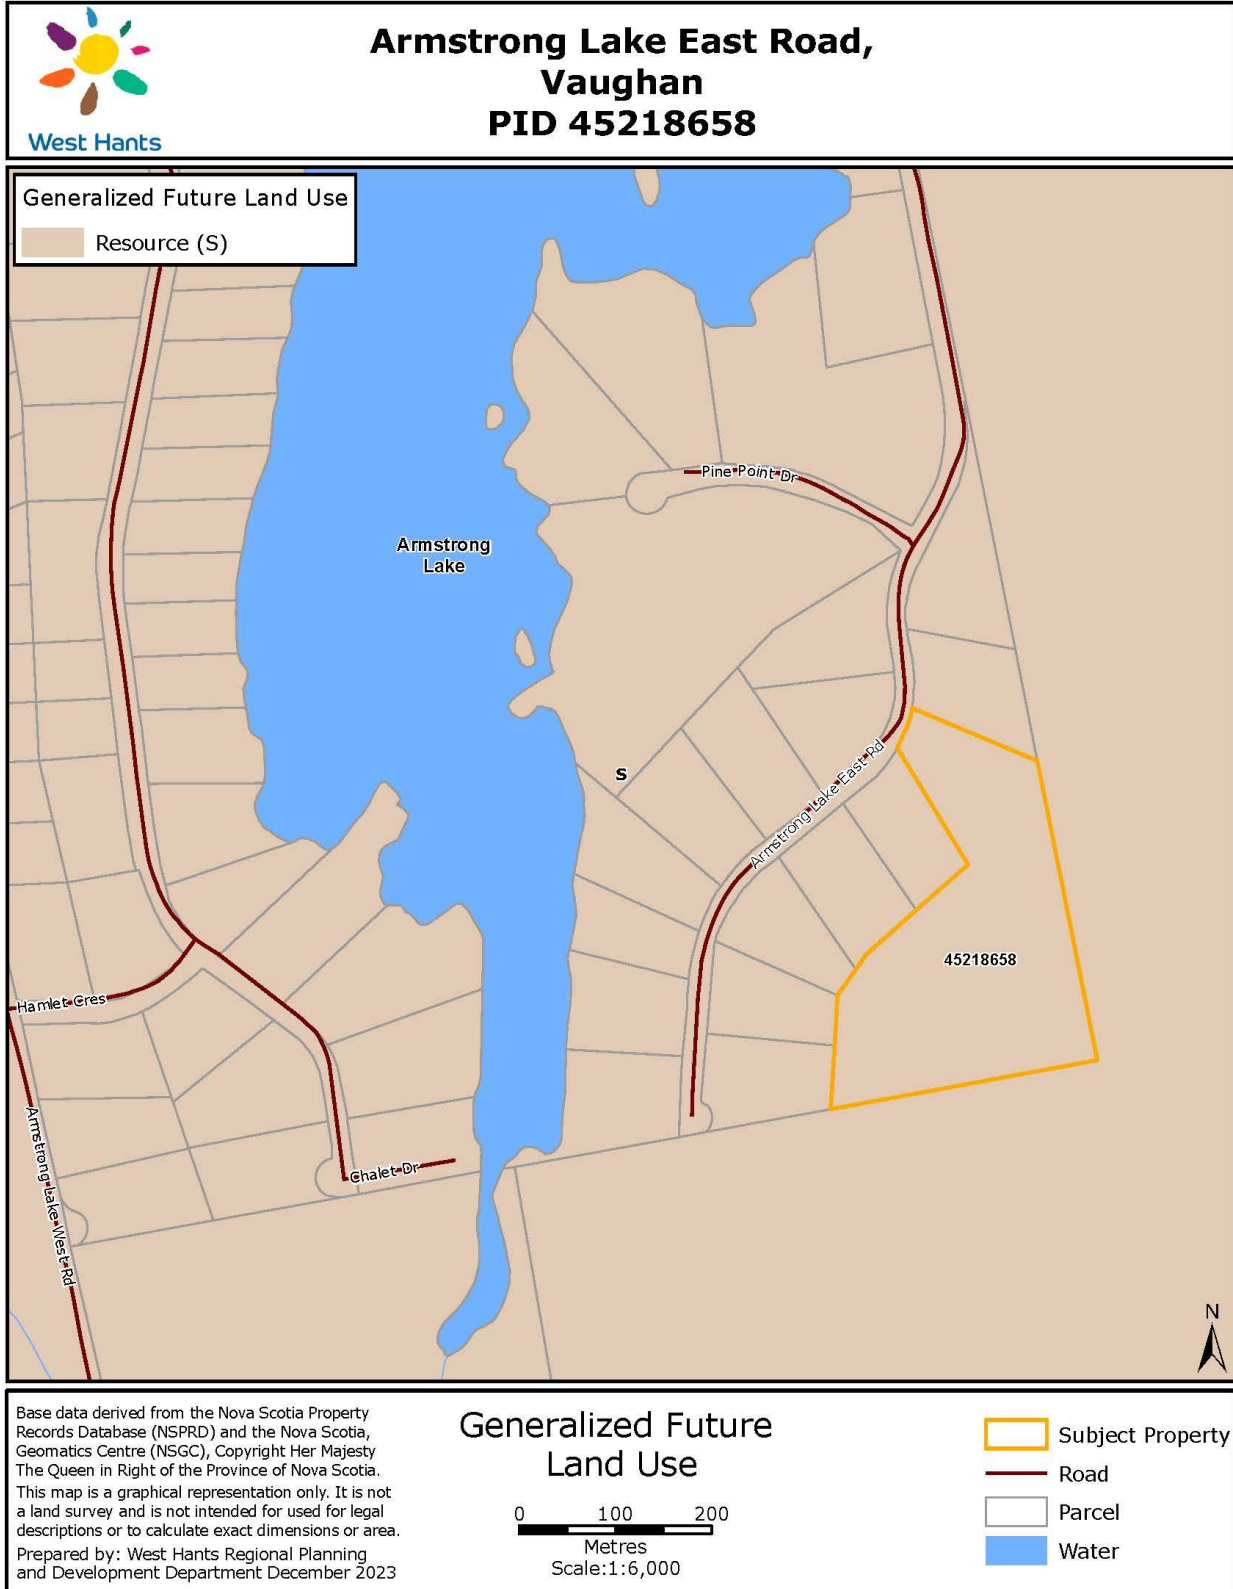 Armstrong Lake East Road,
Vaughan
PID 45218658
West Hants
Generalized Future Land Use
Resource (S)
Pine Point Dr
Armstrong
Lake
S
Armstrong Lake East Rd
45218658
Hamlet Cres
Armstrong Lake West Rd
Chalet Dr
N
Base data derived from the Nova Scotia Property
Records Database (NSPRD) and the Nova Scotia,
Geomatics Centre (NSGC), Copyright Her Majesty
The Queen in Right of the Province of Nova Scotia.
This map is a graphical representation only. It is not
a land survey and is not intended for used for legal
descriptions or to calculate exact dimensions or area.
Prepared by: West Hants Regional Planning
and Development Department December 2023
Generalized Future
Land Use
0 100 200
Metres
Scale:1:6,000
Subject Property
Road
Parcel
Water